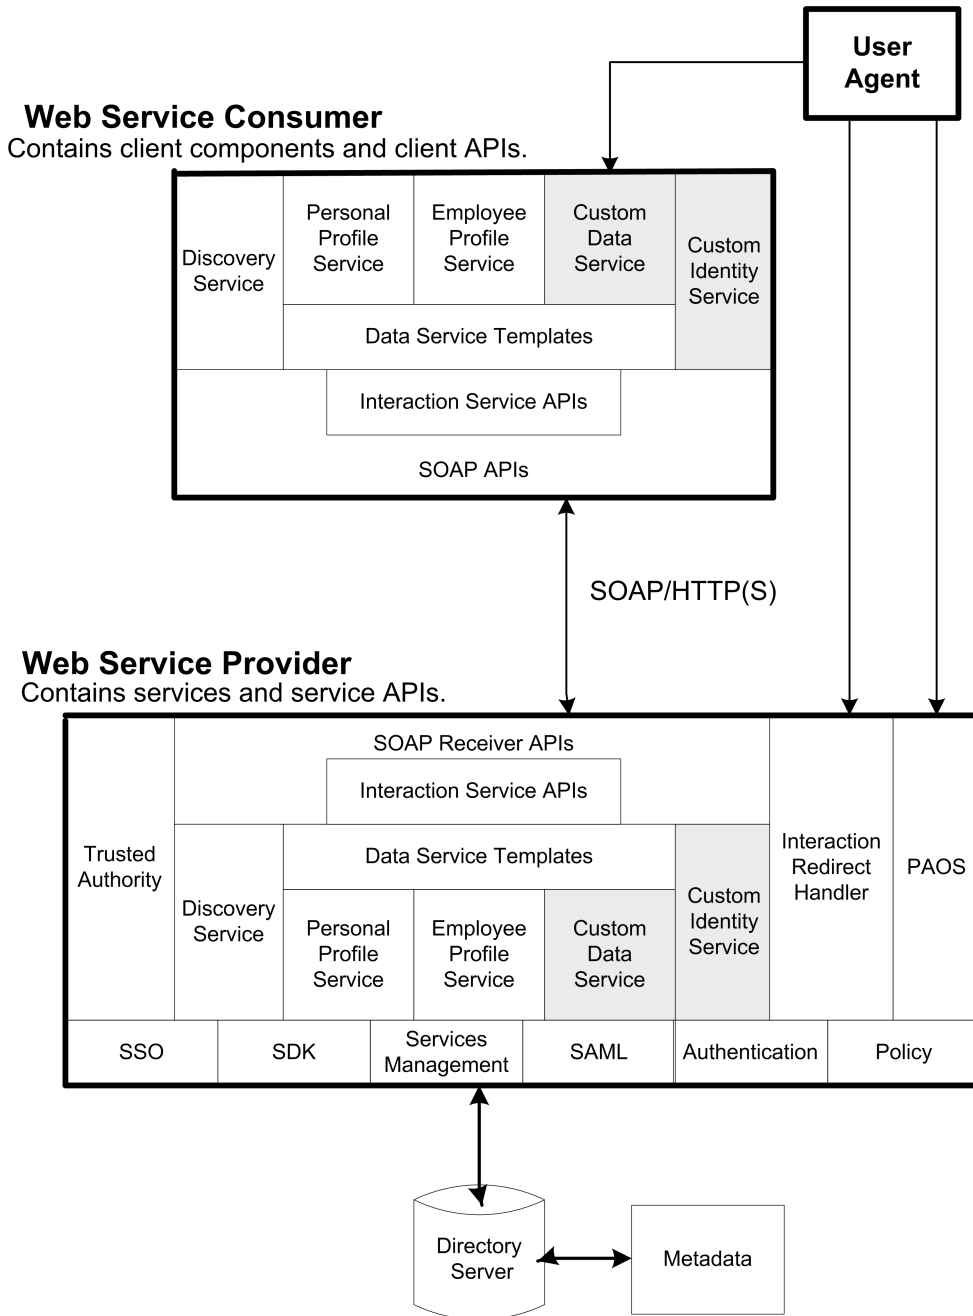 User
Agent
Web Service Consumer
Contains client components and client APIs.
Discovery
Service
Personal
Profile
Service
Employee
Profile
Service
Custom
Data
Service
Custom
Identity
Service
Data Service Templates
Interaction Service APIs
SOAP APIs
SOAP/HTTP(S)
Web Service Provider
Contains services and service APIs.
SOAP Receiver APIs
Interaction Service APIs
Trusted
Authority
Data Service Templates
Discovery
Service
Personal
Profile
Service
Employee
Profile
Service
Custom
Data
Service
Custom
Identity
Service
Interaction
Redirect
Handler
PAOS
SSO
SDK
Services
Management
SAML
Authentication
Policy
Directory
Server
Metadata